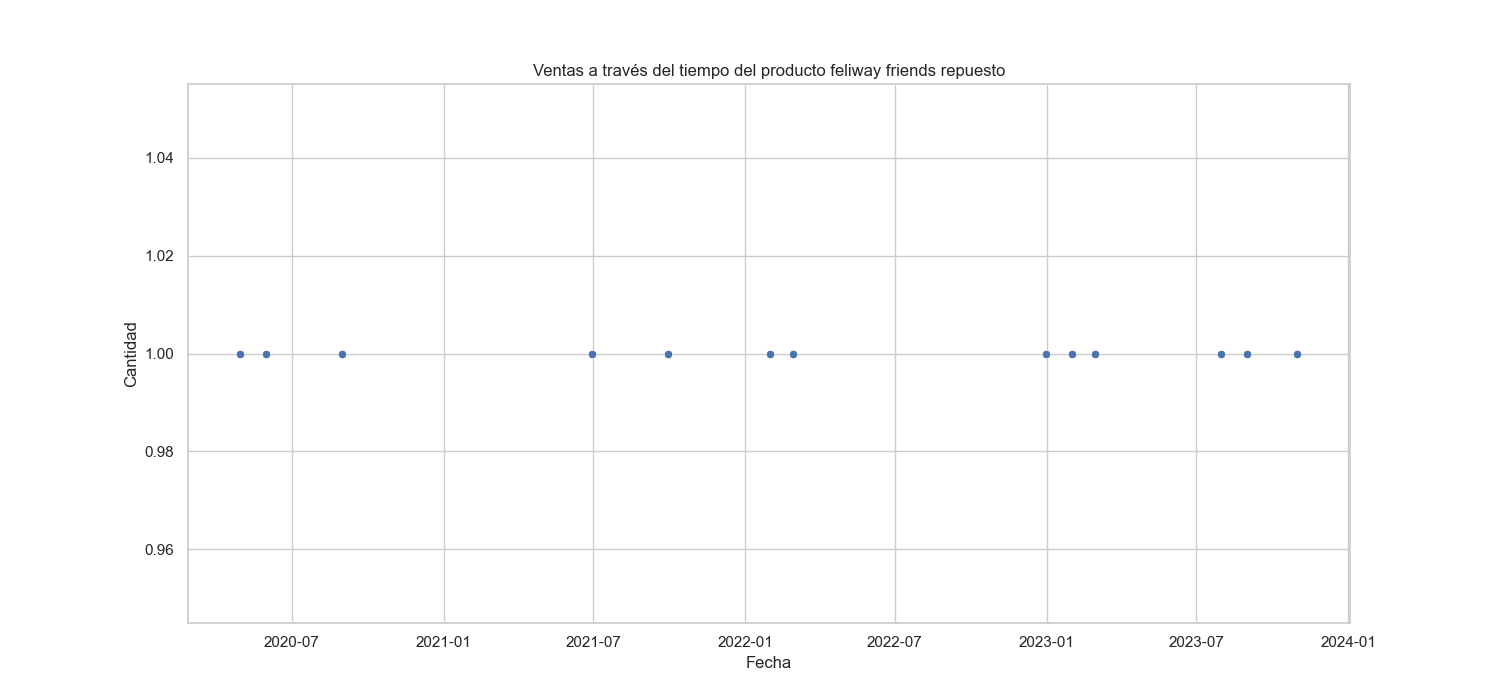 Ventas a través del tiempo del producto feliway friends repuesto
1.04
1.02
1.00
0.98
0.96
Cantidad
2020-07 2021-01 2021-07 2022-01 2022-07 2023-01 2023-07 2024-01
Fecha